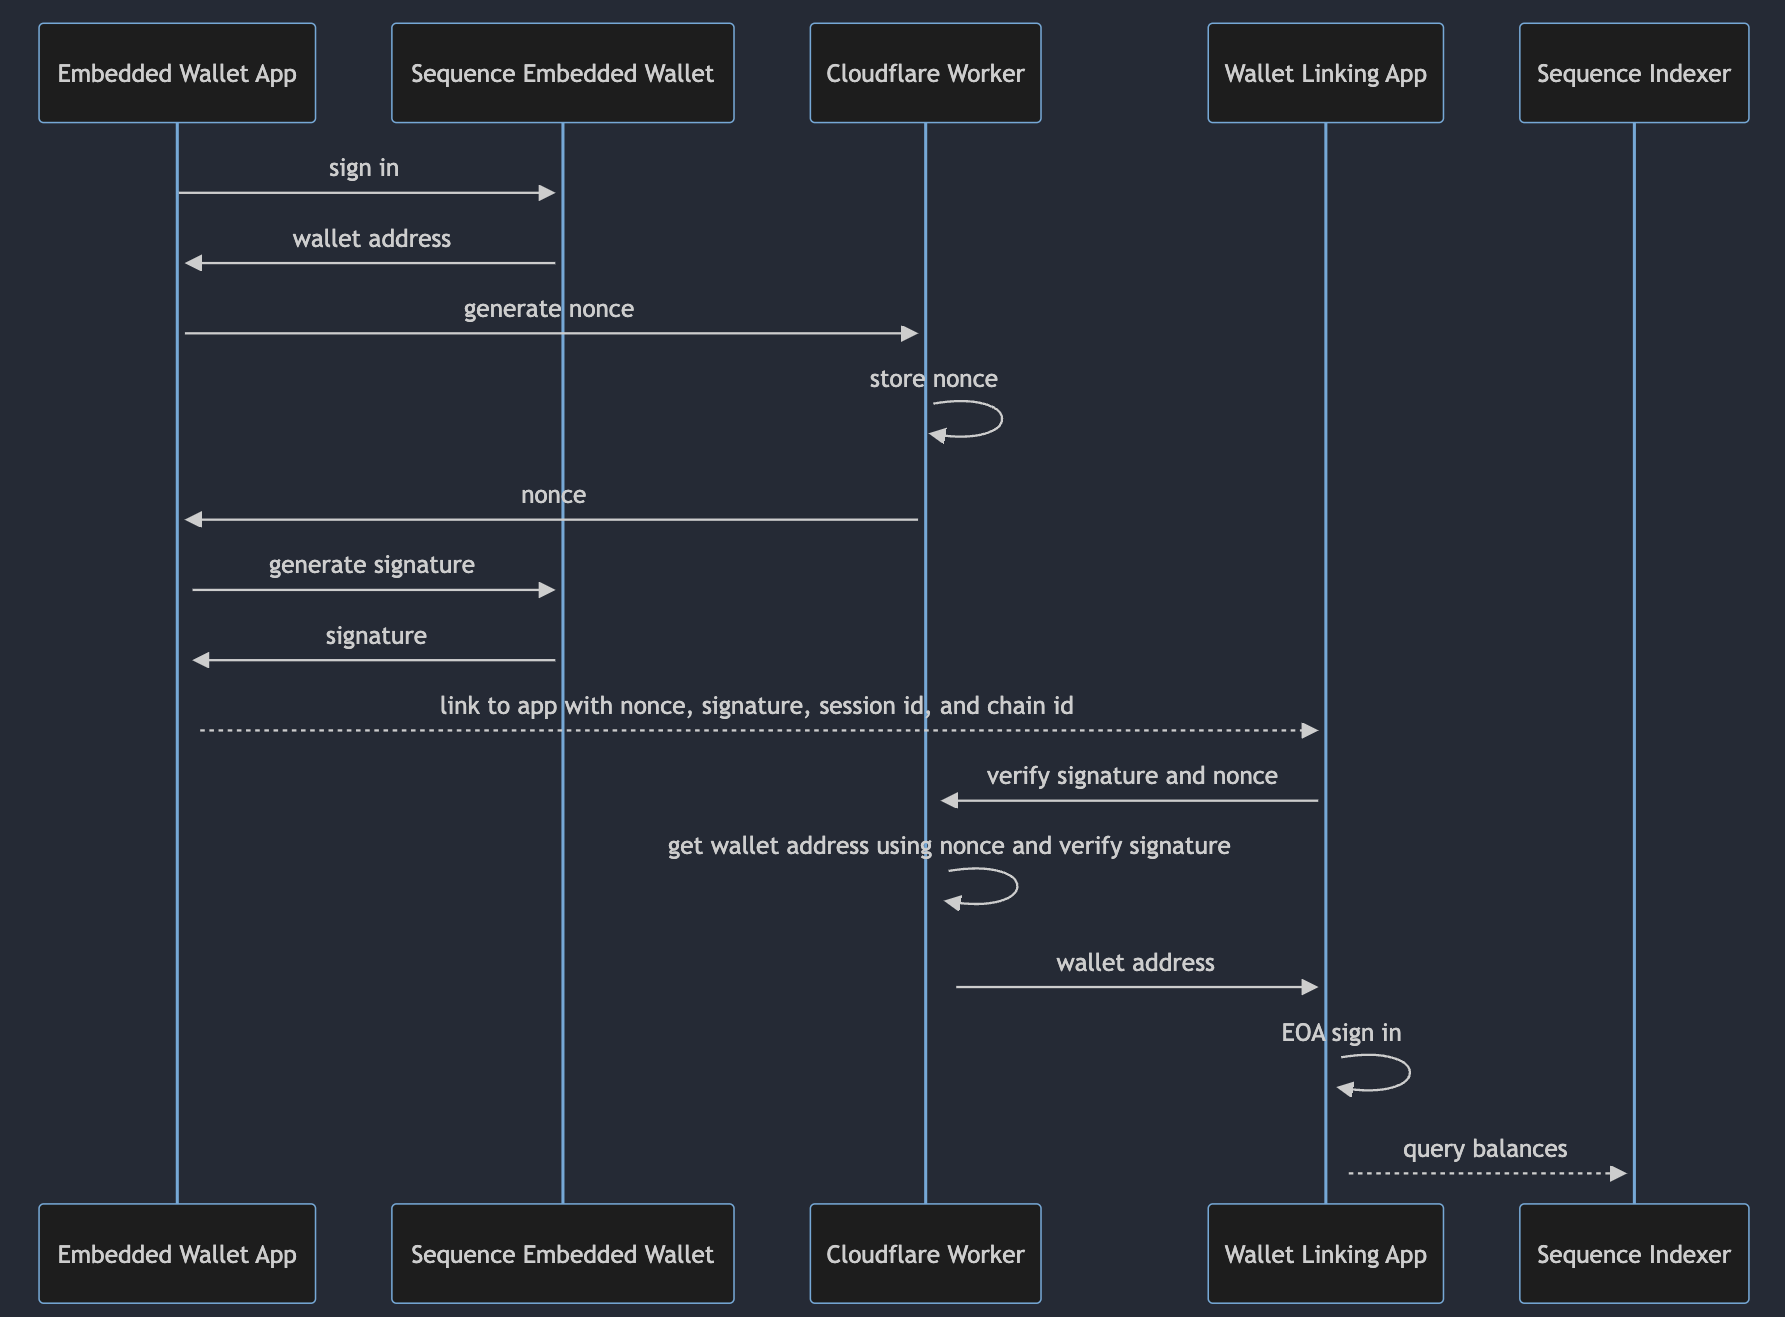 Embedded Wallet App
Sequence Embedded Wallet
Cloudflare Worker
Wallet Linking App
Sequence Indexer
sign in
wallet address
generate nonce
store nonce
nonce
generate signature
signature
link to app with nonce, signature, session id, and chain id
verify signature and nonce
get wallet address using nonce and verify signature
wallet address
EOA sign in
query balances
Embedded Wallet App
Sequence Embedded Wallet
Cloudflare Worker
Wallet Linking App
Sequence Indexer